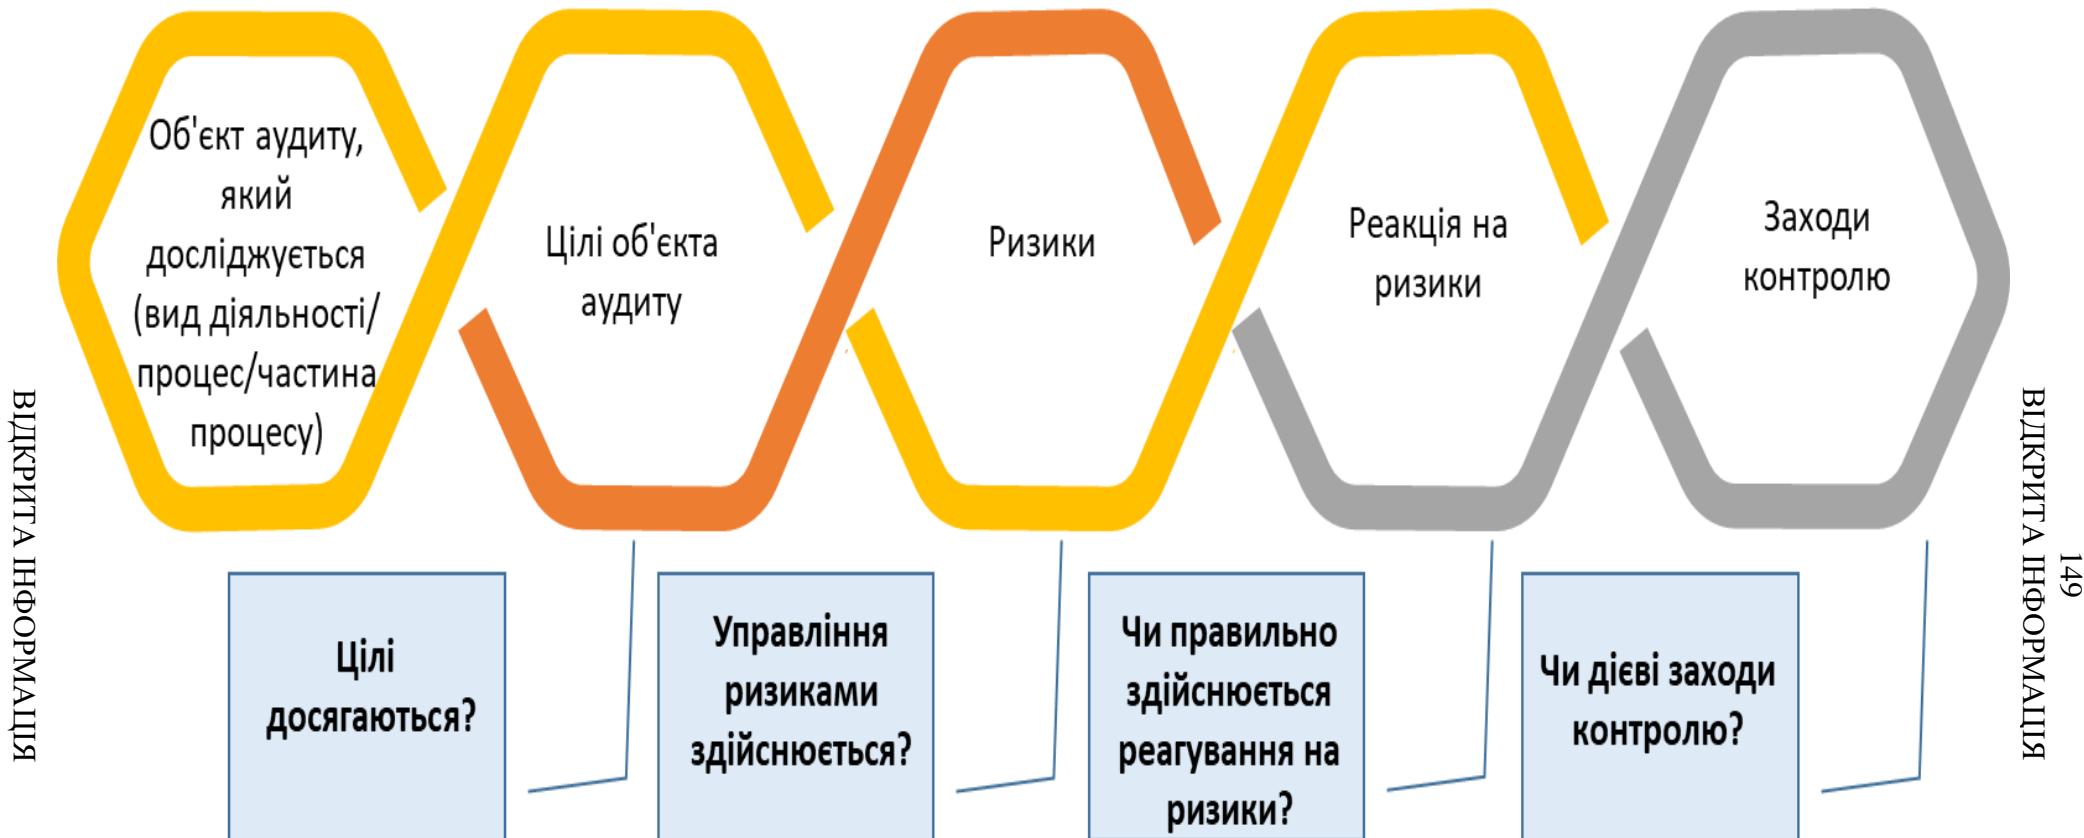 Об'єкт аудиту,
який
досліджується
(вид діяльності/
процес/частина
процесу)
Цілі об'єкта
аудиту
Ризики
Реакція на
ризики
Заходи
контролю
Цілі
досягаються?
Управління
ризиками
здійснюється?
Чи правильно
здійснюється
реагування на
ризики?
Чи дієві заходи
контролю?
ВІДКРИТА ІНФОРМАЦІЯ
149
ВІДКРИТА ІНФОРМАЦІЯ